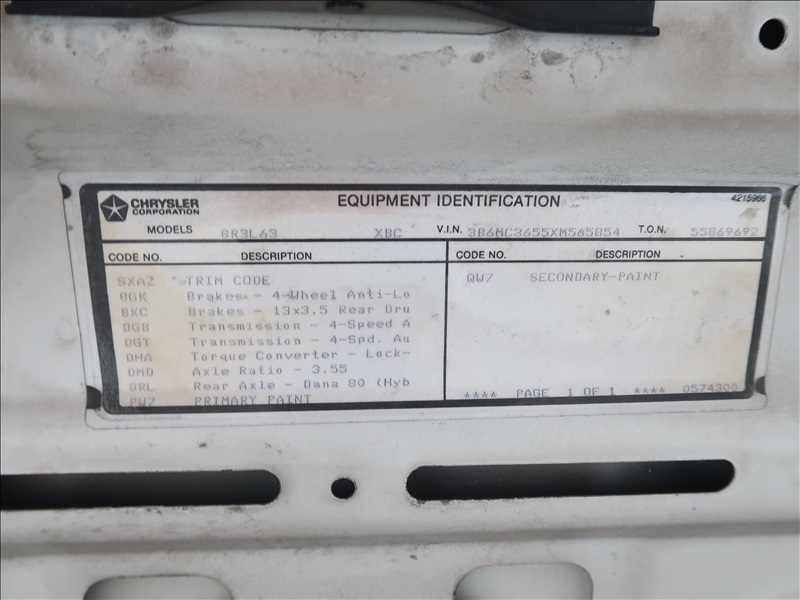 CHRYSLER CORPORATION EQUIPMENT IDENTIFICATION 4215966
MODELS BR3L63 XBC V.I.N. 3B6MC3655XM565854 T.O.N. 55869692
CODE NO. DESCRIPTION CODE NO. DESCRIPTION
SXAZ TRIM CODE
BGK Brakes - 4-Wheel Anti-Lo
BKC Brakes - 13x3.5 Rear Dru
DGB Transmission - 4-Speed A
DGT Transmission - 4-Spd. Au
DHA Torque Converter - Lock-
DMD Axle Ratio - 3.55
DRL Rear Axle - Dana 80 (Hyb
PW7 PRIMARY PAINT
QW7 SECONDARY-PAINT
**** PAGE 1 OF 1 **** 0574300